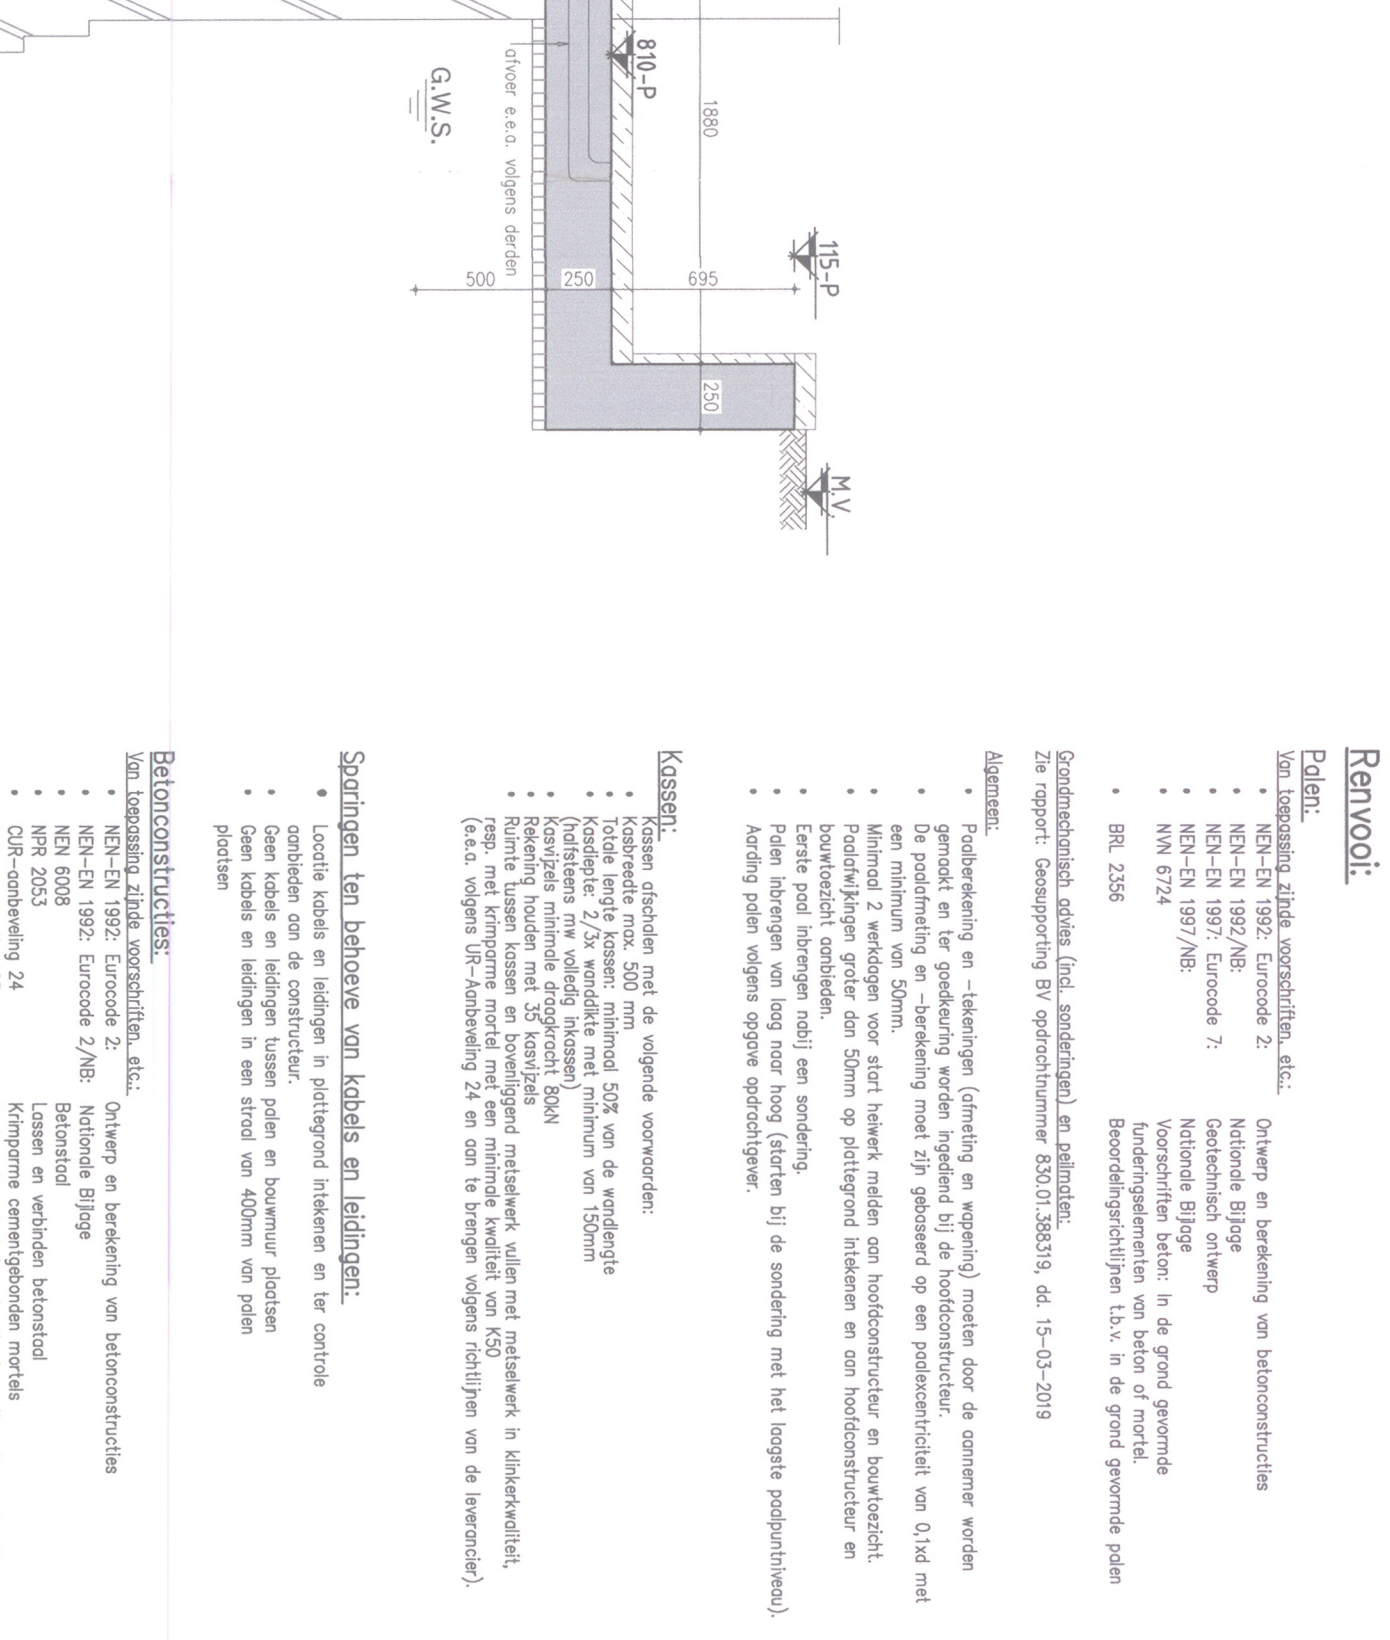 810-P
1880
115-P
M.V.
695
250
500
250
afvoer e.e.a. volgens derden
G.W.S.
Renvooi:
Palen:
Van toepassing zijnde voorschriften, etc.:
• NEN-EN 1992: Eurocode 2: Ontwerp en berekening van betonconstructies
• NEN-EN 1992/NB: Nationale Bijlage
• NEN-EN 1997: Eurocode 7: Geotechnisch ontwerp
• NEN-EN 1997/NB: Nationale Bijlage
• NVN 6724 Voorschriften beton: In de grond gevormde
funderingselementen van beton of mortel.
• BRL 2356 Beoordelingsrichtlijnen t.b.v. in de grond gevormde palen
Grondmechanisch advies (incl. sonderingen) en peilmaten:
Zie rapport: Geosupporting BV opdrachtnummer 830.01.388319, dd. 15-03-2019
Algemeen:
• Paalberekening en -tekeningen (afmeting en wapening) moeten door de aannemer worden
gemaakt en ter goedkeuring worden ingediend bij de hoofdconstructeur.
• De paalafmeting en -berekening moet zijn gebaseerd op een paalexcentriciteit van 0,1xd met
een minimum van 50mm.
• Minimaal 2 werkdagen voor start heiwerk melden aan hoofdconstructeur en bouwtoezicht.
• Paalafwijkingen groter dan 50mm op plattegrond intekenen en aan hoofdconstructeur en
bouwtoezicht aanbieden.
• Eerste paal inbrengen nabij een sondering.
• Palen inbrengen van laag naar hoog (starten bij de sondering met het laagste paalpuntniveau).
• Aarding palen volgens opgave opdrachtgever.
Kassen:
Kassen afschalen met de volgende voorwaarden:
• Kasbreedte max. 500 mm
• Totale lengte kassen: minimaal 50% van de wandlengte
• Kasdiepte: 2/3x wanddikte met minimum van 150mm
(halfsteens mw volledig inkassen)
• Kasvijzels minimale draagkracht 80kN
• Rekening houden met 35 kasvijzels
• Ruimte tussen kassen en bovenliggend metselwerk vullen met metselwerk in klinkerkwaliteit,
resp. met krimparme mortel met een minimale kwaliteit van K50
(e.e.a. volgens UR-Aanbeveling 24 en aan te brengen volgens richtlijnen van de leverancier).
Sparingen ten behoeve van kabels en leidingen:
• Locatie kabels en leidingen in plattegrond intekenen en ter controle
aanbieden aan de constructeur.
• Geen kabels en leidingen tussen palen en bouwmuur plaatsen
• Geen kabels en leidingen in een straal van 400mm van palen
plaatsen
Betonconstructies:
Van toepassing zijnde voorschriften, etc.:
• NEN-EN 1992: Eurocode 2: Ontwerp en berekening van betonconstructies
• NEN-EN 1992: Eurocode 2/NB: Nationale Bijlage
• NEN 6008 Betonstaal
• NPR 2053 Lassen en verbinden betonstaal
• CUR-aanbeveling 24 Krimparme cementgebonden mortels